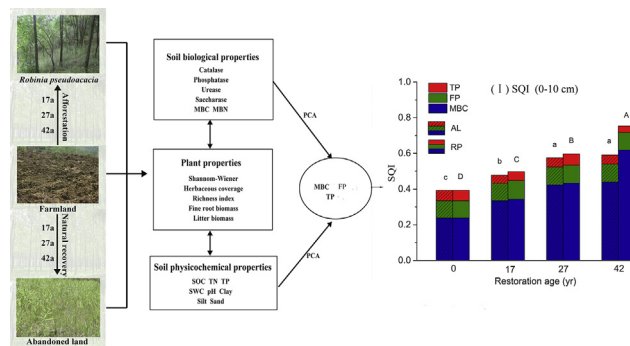 Robinia pseudoacacia
17a
27a
42a
Afforestation
Farmland
17a
27a
42a
Natural recovery
Abandoned land
Soil biological properties
Catalase
Phosphatase
Urease
Saccharase
MBC MBN
Plant properties
Shannon-Wiener
Herbaceous coverage
Richness index
Fine root biomass
Litter biomass
Soil physicochemical properties
SOC TN TP
SWC pH Clay
Silt Sand
PCA
PCA
MBC FP
TP
(I) SQI (0-10 cm)
TP
FP
MBC
AL
RP
SQI
1.0
0.8
0.6
0.4
0.2
0.0
c D
b C
a B
a A
0 17 27 42
Restoration age (yr)